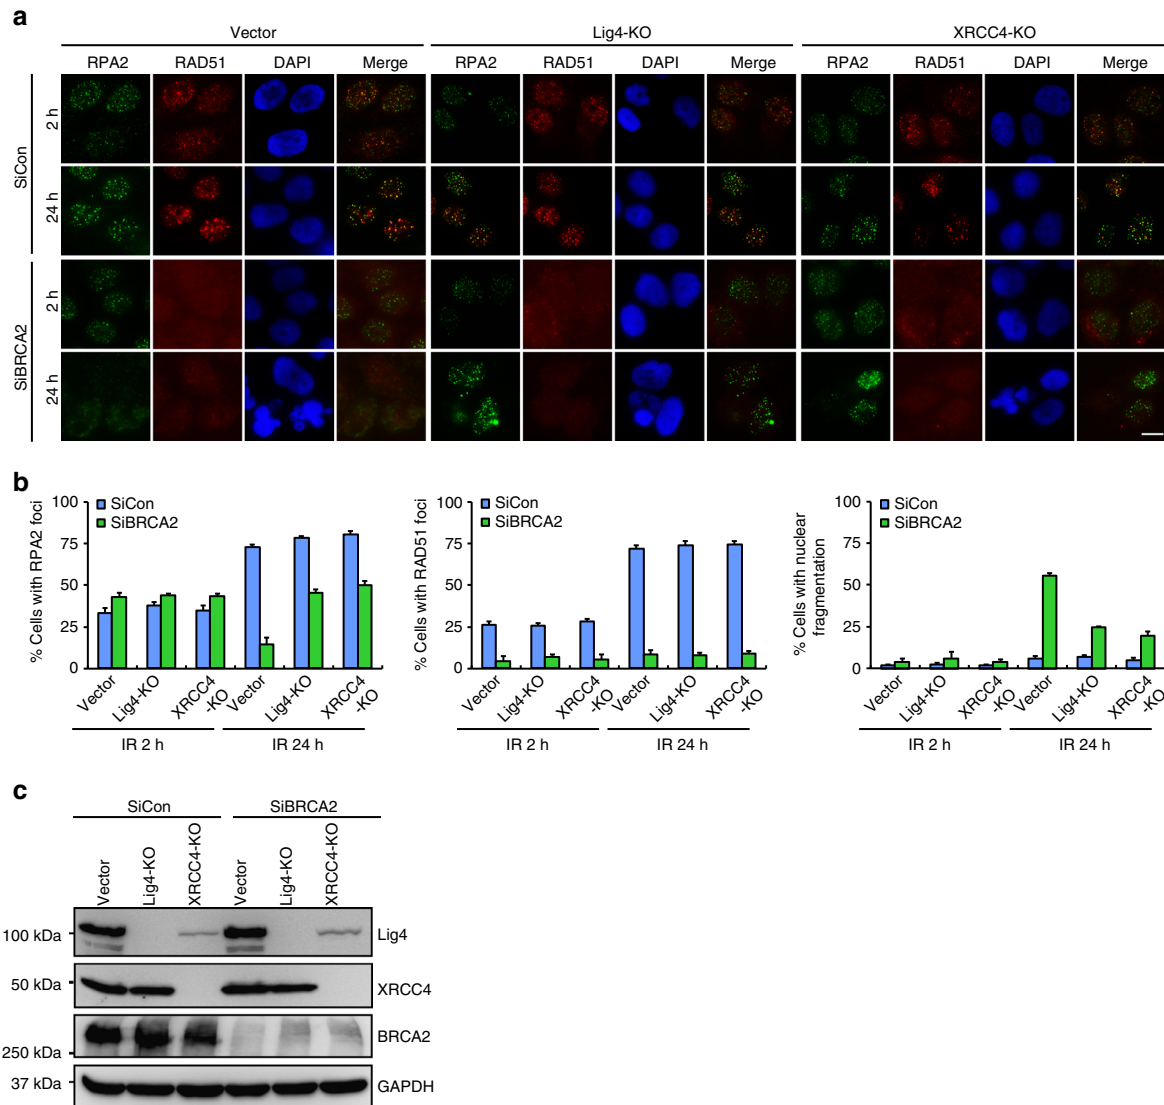 a
Vector Lig4-KO XRCC4-KO
RPA2 RAD51 DAPI Merge RPA2 RAD51 DAPI Merge RPA2 RAD51 DAPI Merge
SiCon
2 h
24 h
SiBRCA2
2 h
24 h
b
% Cells with RPA2 foci
100
75
50
25
0
SiCon
SiBRCA2
Vector Lig4-KO XRCC4-KO Vector Lig4-KO XRCC4-KO
IR 2 h IR 24 h
% Cells with RAD51 foci
100
75
50
25
0
SiCon
SiBRCA2
Vector Lig4-KO XRCC4-KO Vector Lig4-KO XRCC4-KO
IR 2 h IR 24 h
% Cells with nuclear
fragmentation
100
75
50
25
0
SiCon
SiBRCA2
Vector Lig4-KO XRCC4-KO Vector Lig4-KO XRCC4-KO
IR 2 h IR 24 h
c
SiCon SiBRCA2
Vector Lig4-KO XRCC4-KO Vector Lig4-KO XRCC4-KO
100 kDa Lig4
50 kDa XRCC4
BRCA2
250 kDa
37 kDa GAPDH